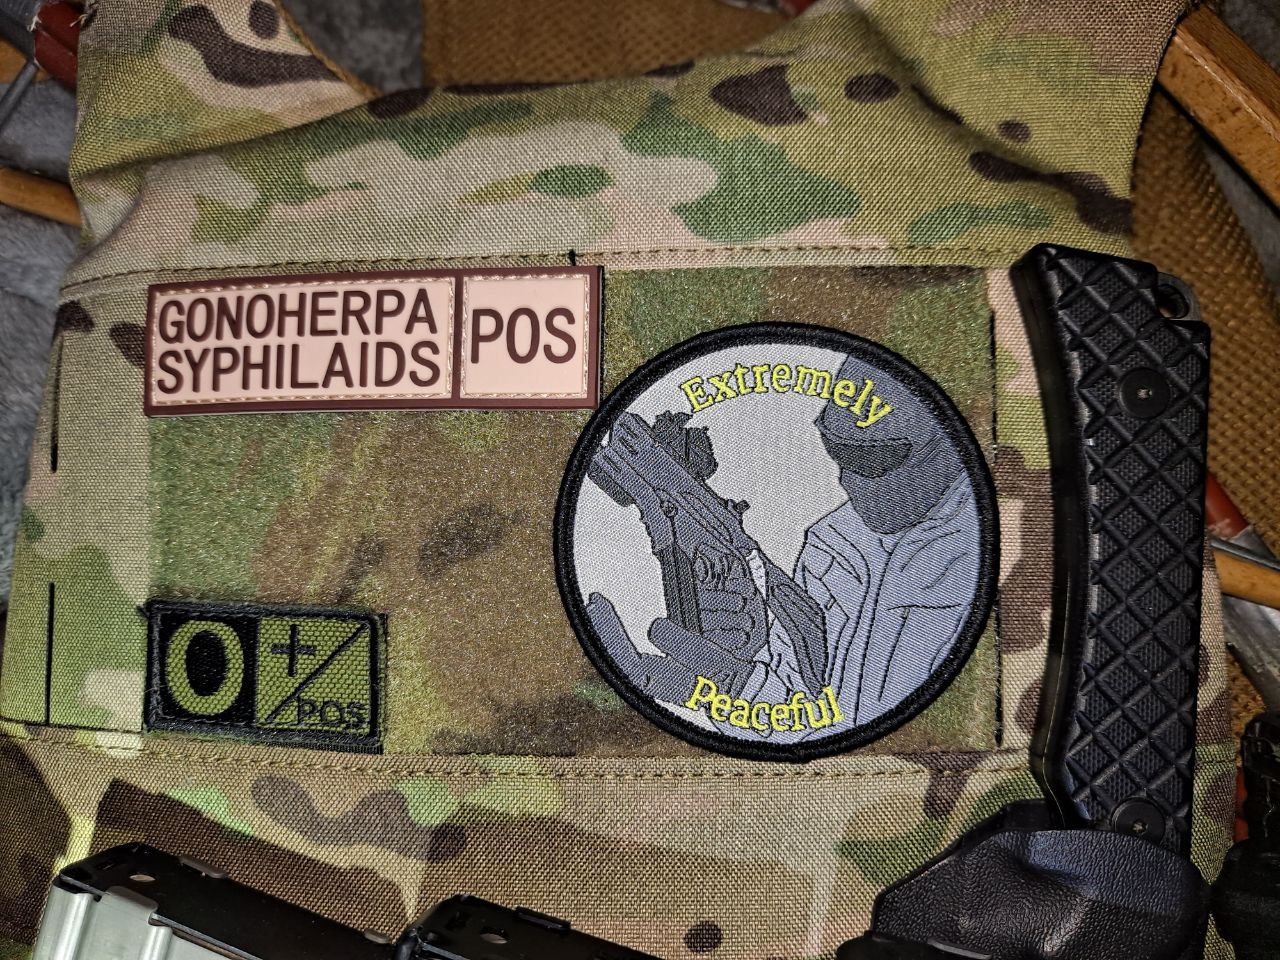 GONOHERPA
SYPHILAIDS
POS
Extremely
Peaceful
O
+
POS